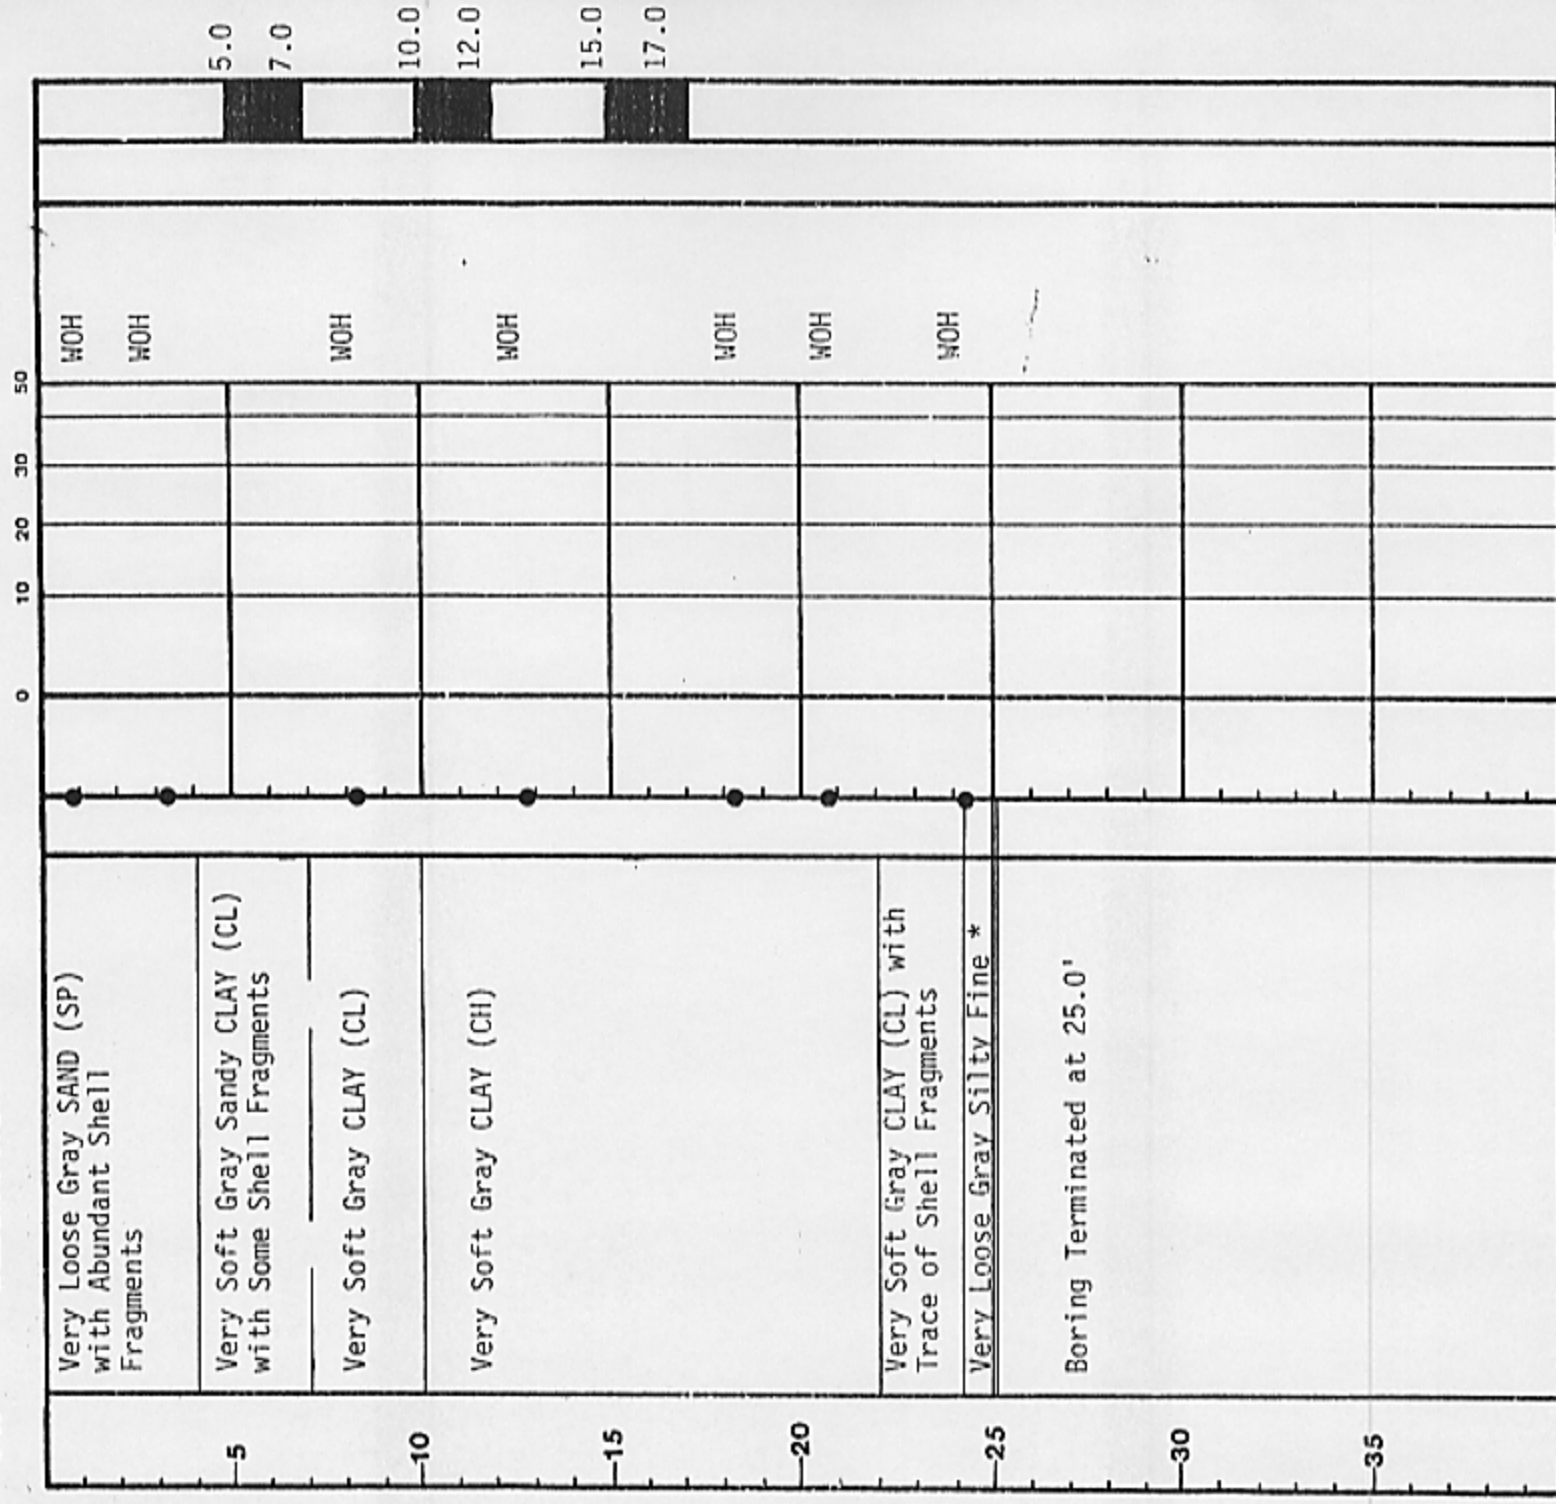 0 10 20 30 50
Very Loose Gray SAND (SP)
with Abundant Shell
Fragments
WOH
WOH
5
Very Soft Gray Sandy CLAY (CL)
with Some Shell Fragments
5.0
7.0
Very Soft Gray CLAY (CL)
WOH
10
Very Soft Gray CLAY (CH)
WOH
10.0
12.0
15
15.0
17.0
WOH
20
WOH
Very Soft Gray CLAY (CL) with
Trace of Shell Fragments
WOH
Very Loose Gray Silty Fine *
25
Boring Terminated at 25.0'
30
35